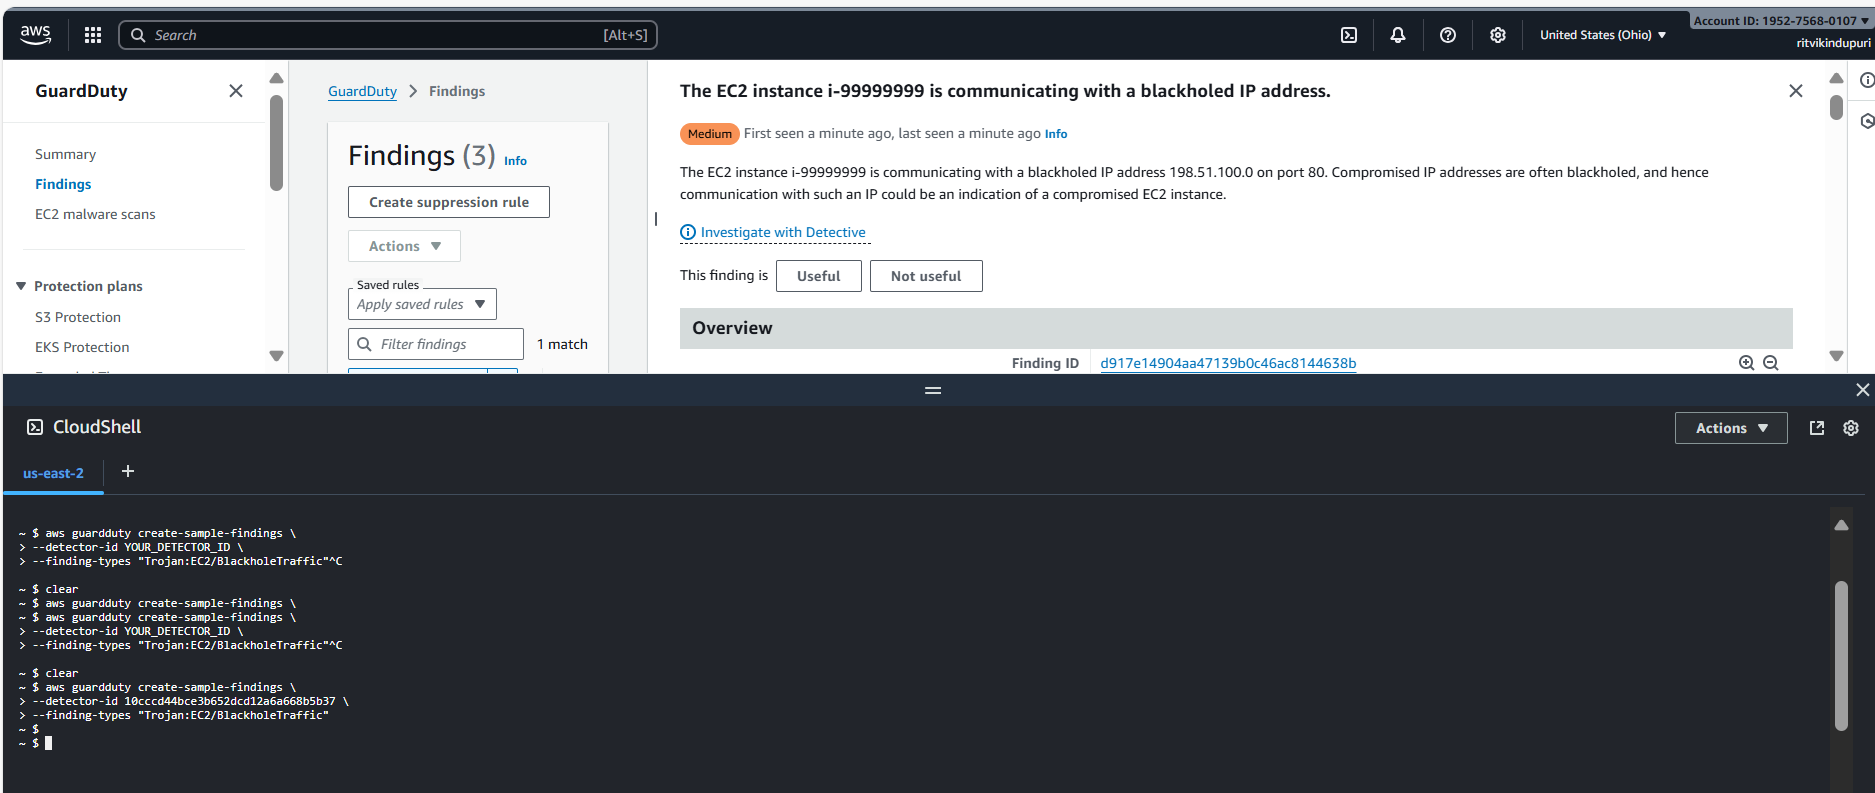 aws
Search
[Alt+S]
United States (Ohio)
Account ID: 1952-7568-0107
ritvikindupuri
GuardDuty
Summary
Findings
EC2 malware scans
Protection plans
S3 Protection
EKS Protection
GuardDuty
Findings
Findings (3) Info
Create suppression rule
Actions
Saved rules
Apply saved rules
Filter findings
1 match
The EC2 instance i-99999999 is communicating with a blackholed IP address.
Medium First seen a minute ago, last seen a minute ago Info
The EC2 instance i-99999999 is communicating with a blackholed IP address 198.51.100.0 on port 80. Compromised IP addresses are often blackholed, and hence
communication with such an IP could be an indication of a compromised EC2 instance.
Investigate with Detective
This finding is Useful Not useful
Overview
Finding ID d917e14904aa47139b0c46ac8144638b
CloudShell
Actions
us-east-2
~ $ aws guardduty create-sample-findings \
> --detector-id YOUR_DETECTOR_ID \
> --finding-types "Trojan:EC2/BlackholeTraffic"^C
~ $ clear
~ $ aws guardduty create-sample-findings \
~ $ aws guardduty create-sample-findings \
> --detector-id YOUR_DETECTOR_ID \
> --finding-types "Trojan:EC2/BlackholeTraffic"^C
~ $ clear
~ $ aws guardduty create-sample-findings \
> --detector-id 10cccd44bce3b652dcd12a6a668b5b37 \
> --finding-types "Trojan:EC2/BlackholeTraffic"
~ $
~ $